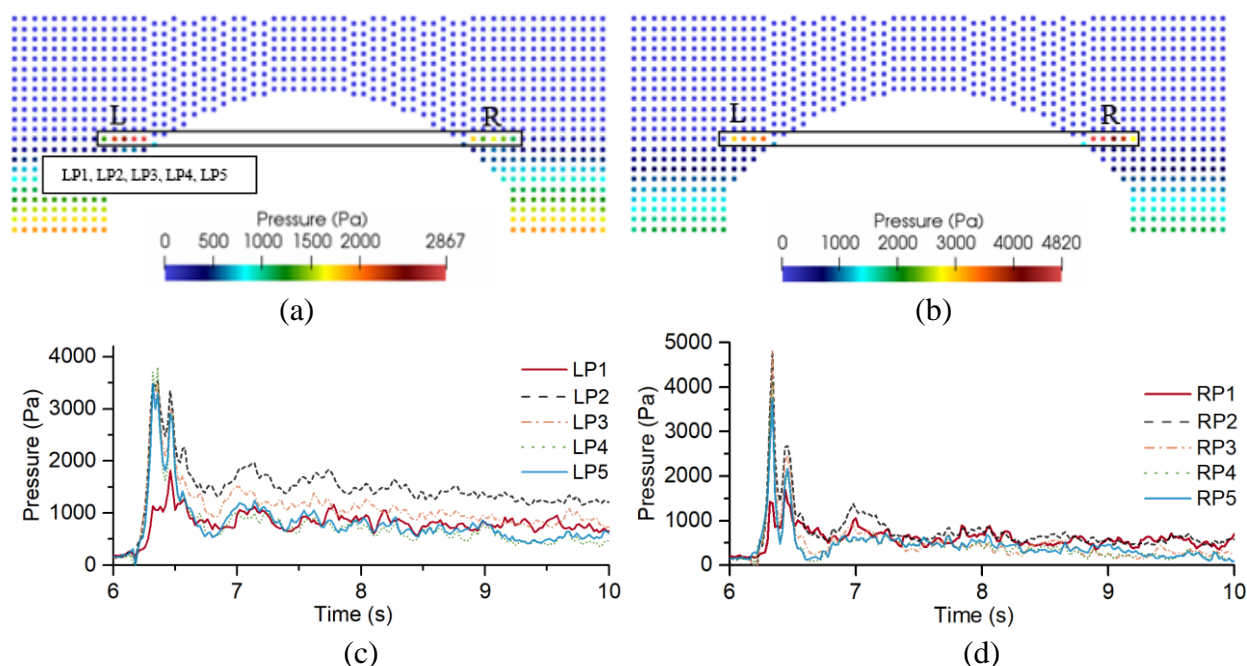 L R
LP1, LP2, LP3, LP4, LP5
Pressure (Pa)
0 500 1000 1500 2000 2867
(a)
L R
Pressure (Pa)
0 1000 2000 3000 4000 4820
(b)
Pressure (Pa)
4000
3000
2000
1000
0
6 7 8 9 10
Time (s)
LP1
LP2
LP3
LP4
LP5
(c)
Pressure (Pa)
5000
4000
3000
2000
1000
0
6 7 8 9 10
Time (s)
RP1
RP2
RP3
RP4
RP5
(d)